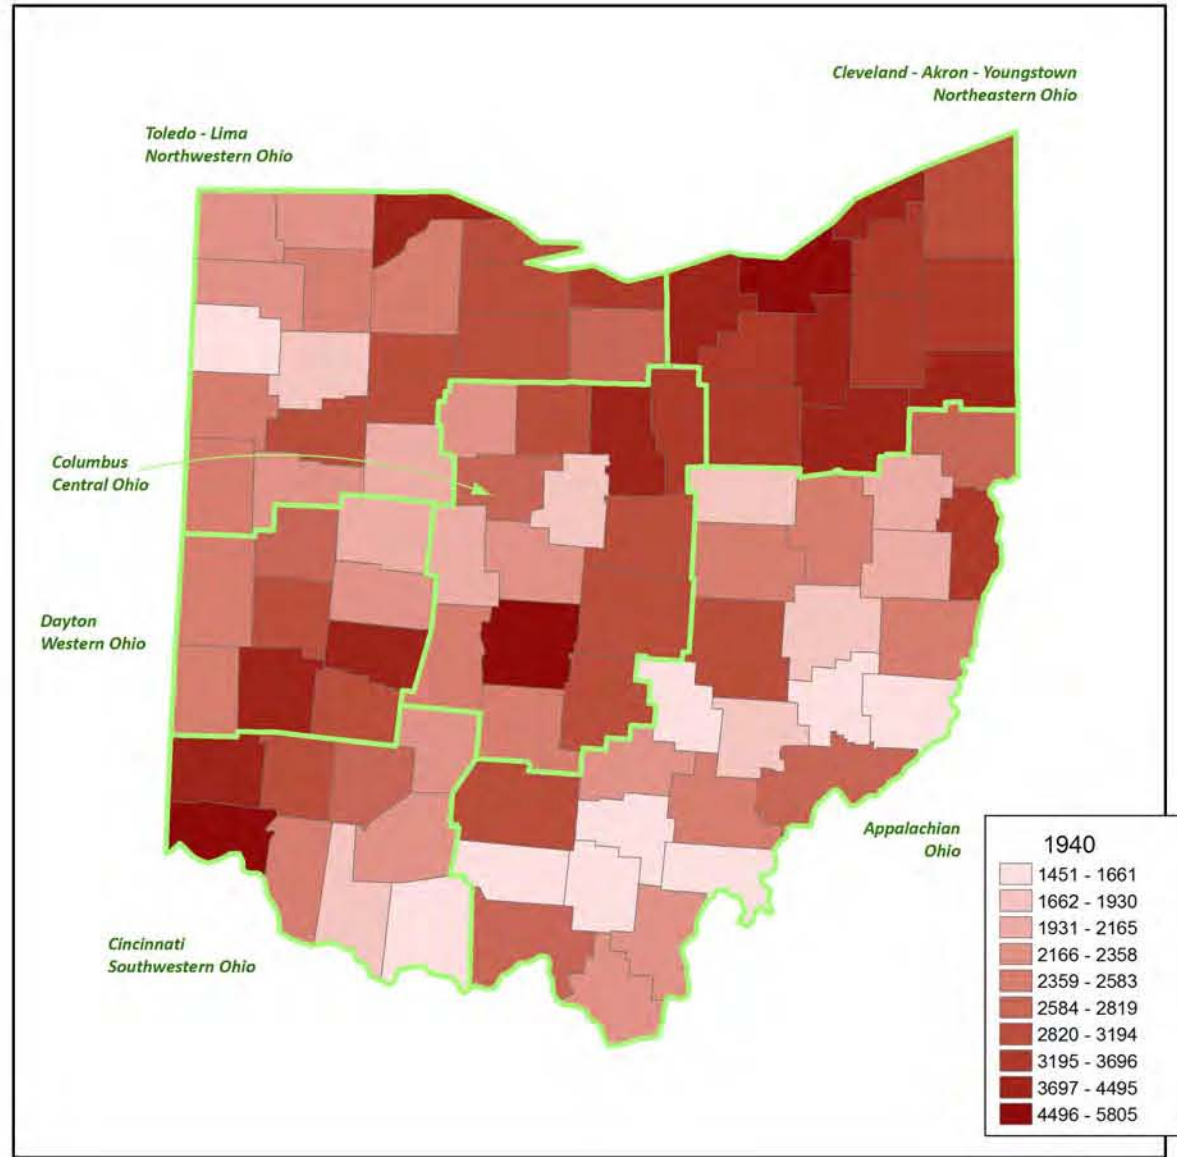 Cleveland - Akron - Youngstown
Northeastern Ohio
Toledo - Lima
Northwestern Ohio
Columbus
Central Ohio
Dayton
Western Ohio
Appalachian
Ohio
Cincinnati
Southwestern Ohio
1940
1451 - 1661
1662 - 1930
1931 - 2165
2166 - 2358
2359 - 2583
2584 - 2819
2820 - 3194
3195 - 3696
3697 - 4495
4496 - 5805